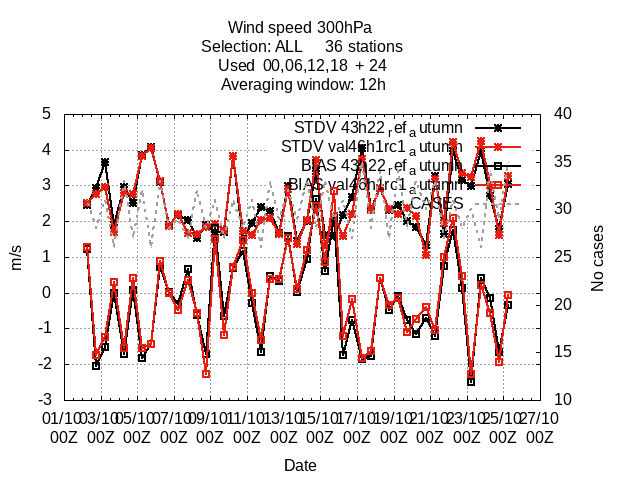 Wind speed 300hPa
Selection: ALL 36 stations
Used 00,06,12,18 + 24
Averaging window: 12h
5 40
STDV 43h22ref_autumn
STDV val46h1rc1_autumn
4
35
BIAS 43h22ref_autumn
3
BIAS val46h1rc1_autumn
CASES
30
2
1
25
m/s
No cases
0
20
-1
15
-2
-3 10
01/10 03/10 05/10 07/10 09/10 11/10 13/10 15/10 17/10 19/10 21/10 23/10 25/10 27/10
00Z 00Z 00Z 00Z 00Z 00Z 00Z 00Z 00Z 00Z 00Z 00Z 00Z 00Z
Date